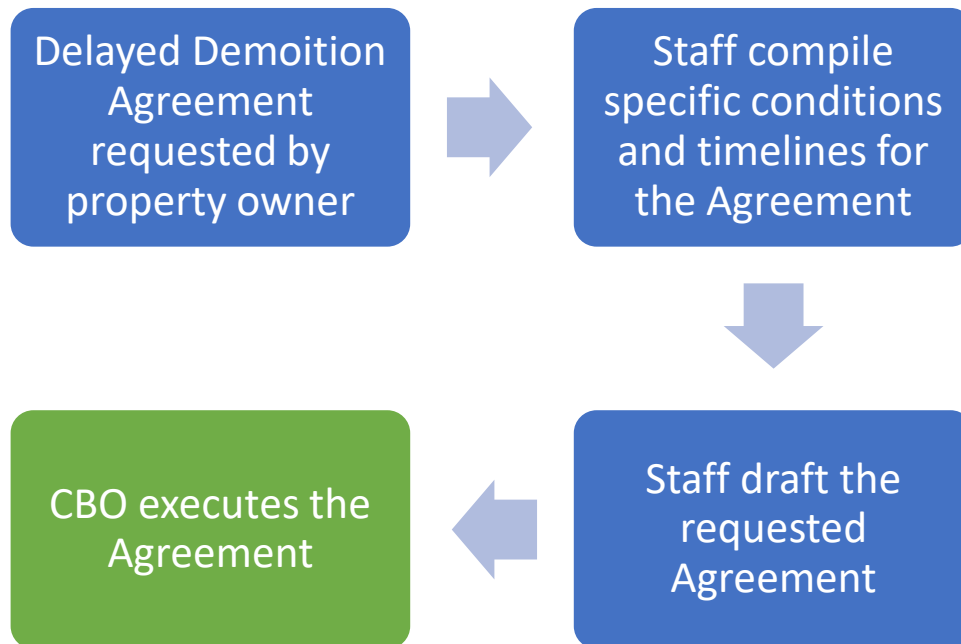 Delayed Demoition
Agreement
requested by
property owner
Staff compile
specific conditions
and timelines for
the Agreement
Staff draft the
requested
Agreement
CBO executes the
Agreement